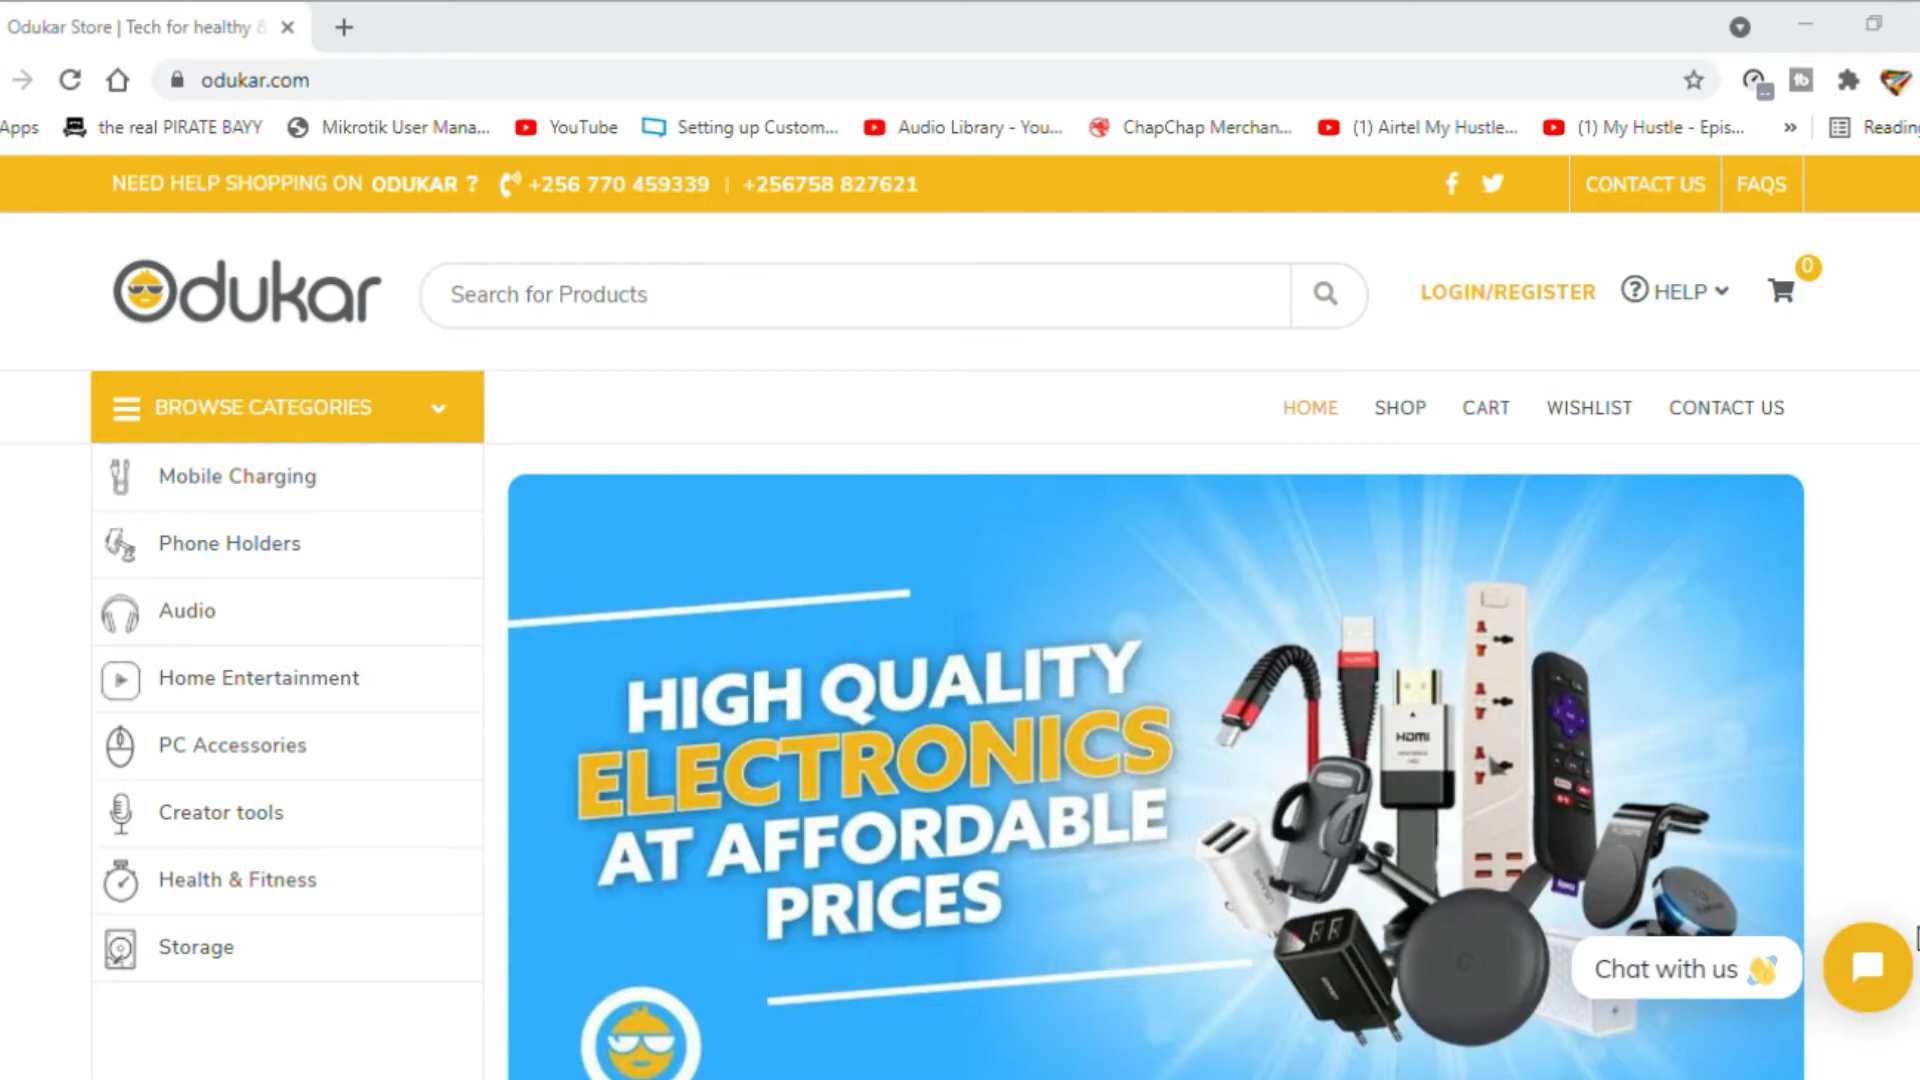 Odukar Store | Tech for healthy &
odukar.com
Apps
the real PIRATE BAYY
Mikrotik User Mana...
YouTube
Setting up Custom...
Audio Library - You...
ChapChap Merchan...
(1) Airtel My Hustle...
(1) My Hustle - Epis...
»
Reading
NEED HELP SHOPPING ON ODUKAR ? +256 770 459339 | +256758 827621
CONTACT US
FAQS
Odukar
Search for Products
LOGIN/REGISTER
HELP
0
BROWSE CATEGORIES
HOME
SHOP
CART
WISHLIST
CONTACT US
Mobile Charging
Phone Holders
Audio
Home Entertainment
PC Accessories
Creator tools
Health & Fitness
Storage
HIGH QUALITY
ELECTRONICS
AT AFFORDABLE
PRICES
HDMI
Chat with us